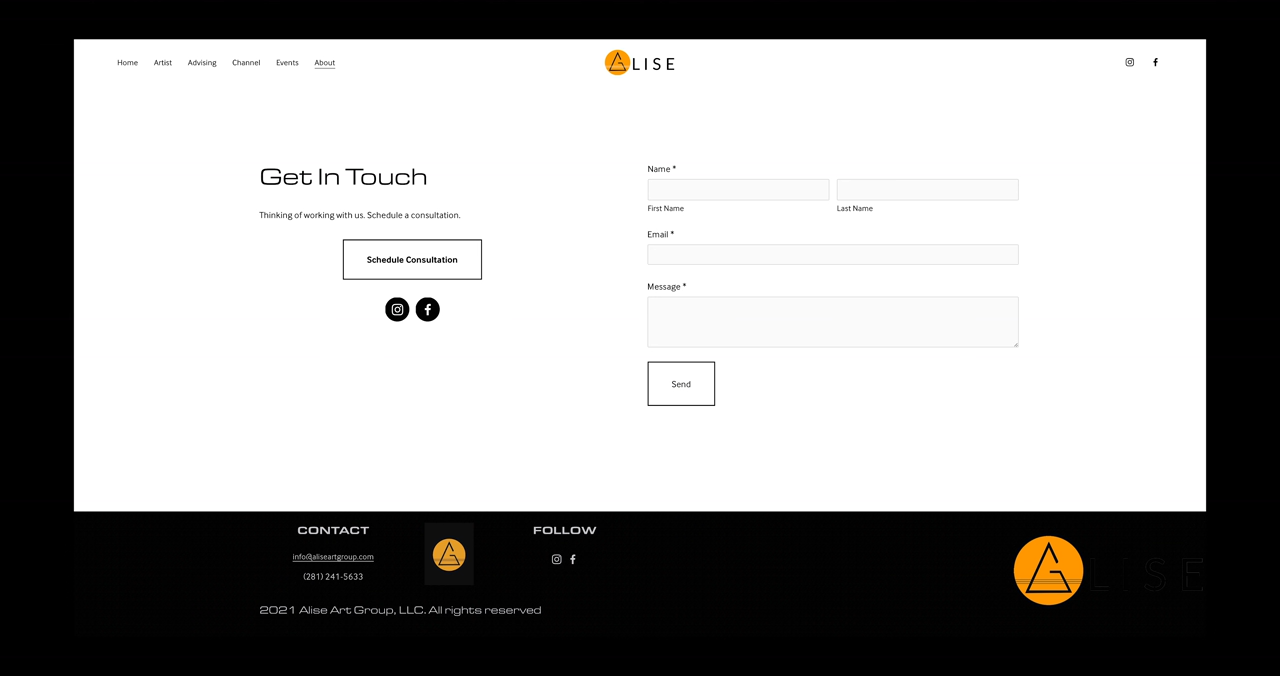 Home Artist Advising Channel Events About
ALISE
Get In Touch
Thinking of working with us. Schedule a consultation.
Schedule Consultation
Name *
First Name Last Name
Email *
Message *
Send
CONTACT
info@aliseartgroup.com
(281) 241-5633
FOLLOW
2021 Alise Art Group, LLC. All rights reserved
ALISE